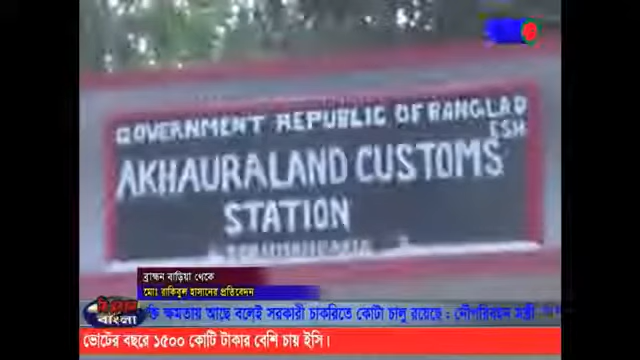 GOVERNMENT REPUBLIC OF BANGLAD
ESH
AKHAURALAND CUSTOMS
STATION
ব্রাহ্মন বাড়িয়া থেকে
মোঃ রাকিবুল হাসানের প্রতিবেদন
বাংলা
ক্তি ক্ষমতায় আছে বলেই সরকারী চাকরিতে কোটা চালু রয়েছে : নৌপরিবহন মন্ত্রী
ভোটের বছরে ১৫০০ কোটি টাকার বেশি চায় ইসি।